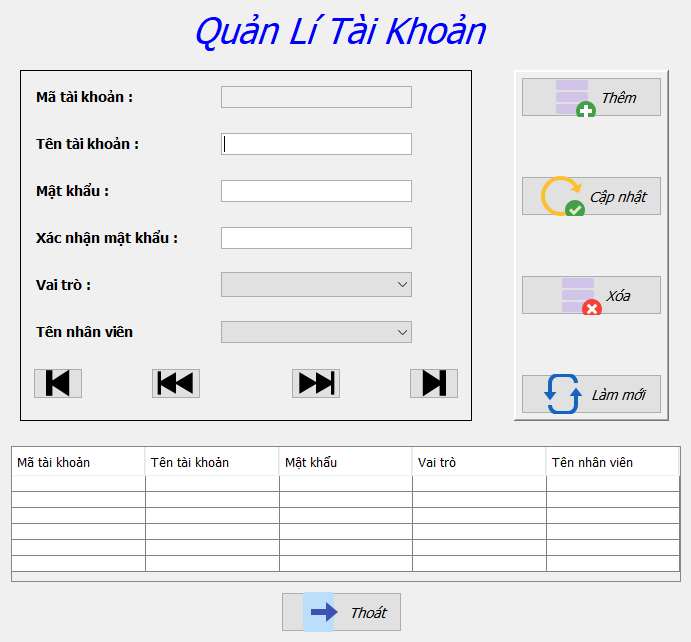 Quản Lí Tài Khoản
Mã tài khoản :
Tên tài khoản :
Mật khẩu :
Xác nhận mật khẩu :
Vai trò :
Tên nhân viên
Thêm
Cập nhật
Xóa
Làm mới
Mã tài khoản Tên tài khoản Mật khẩu Vai trò Tên nhân viên
Thoát